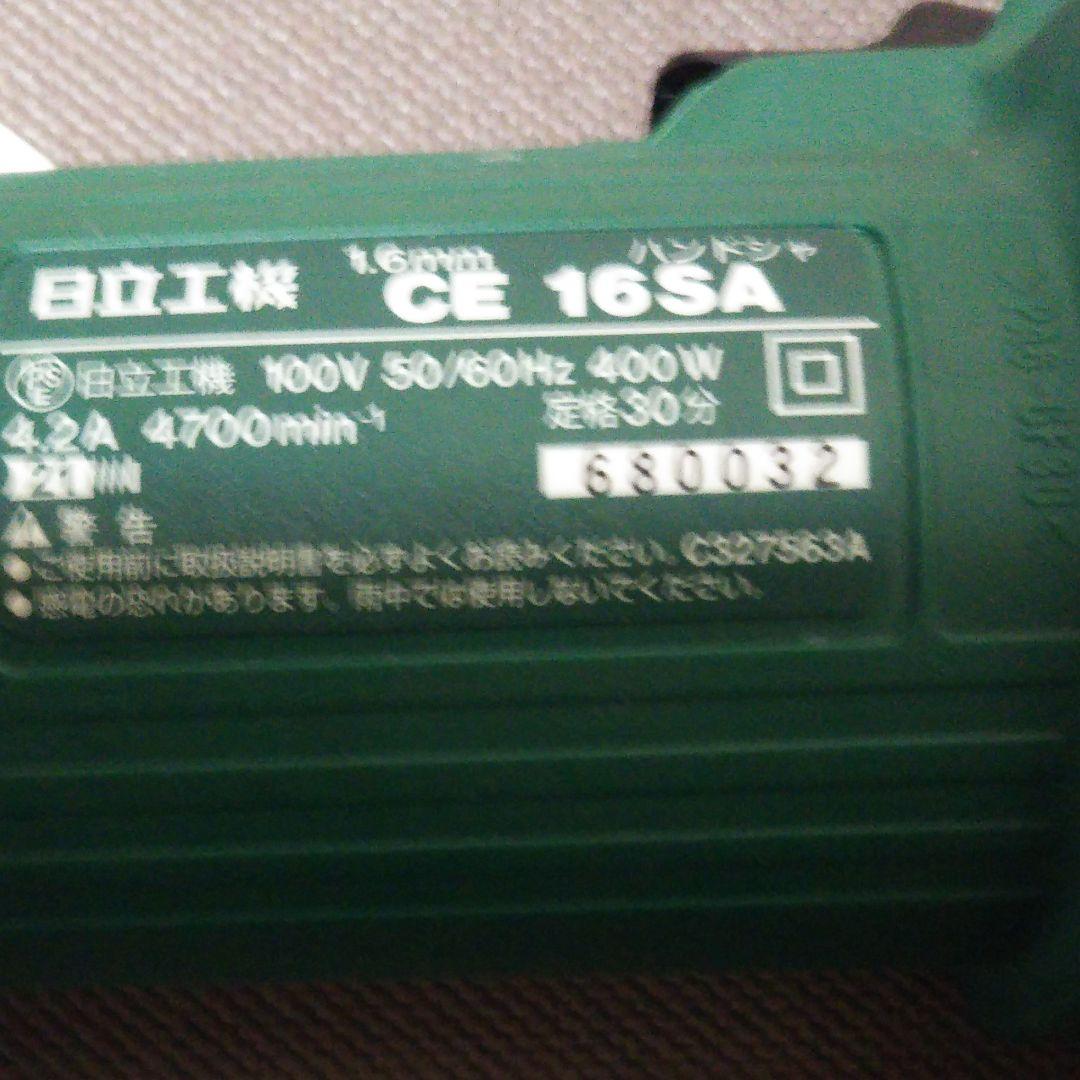 日立工機 1.6mm CE 16SA ハンドシャ
PS E 日立工機 100V 50/60Hz 400W
4.2A 4700min⁻¹ 定格30分
680032
警告
●ご使用前に取扱説明書を必ずよくお読みください。 C327563A
●感電の恐れがあります。雨中では使用しないでください。